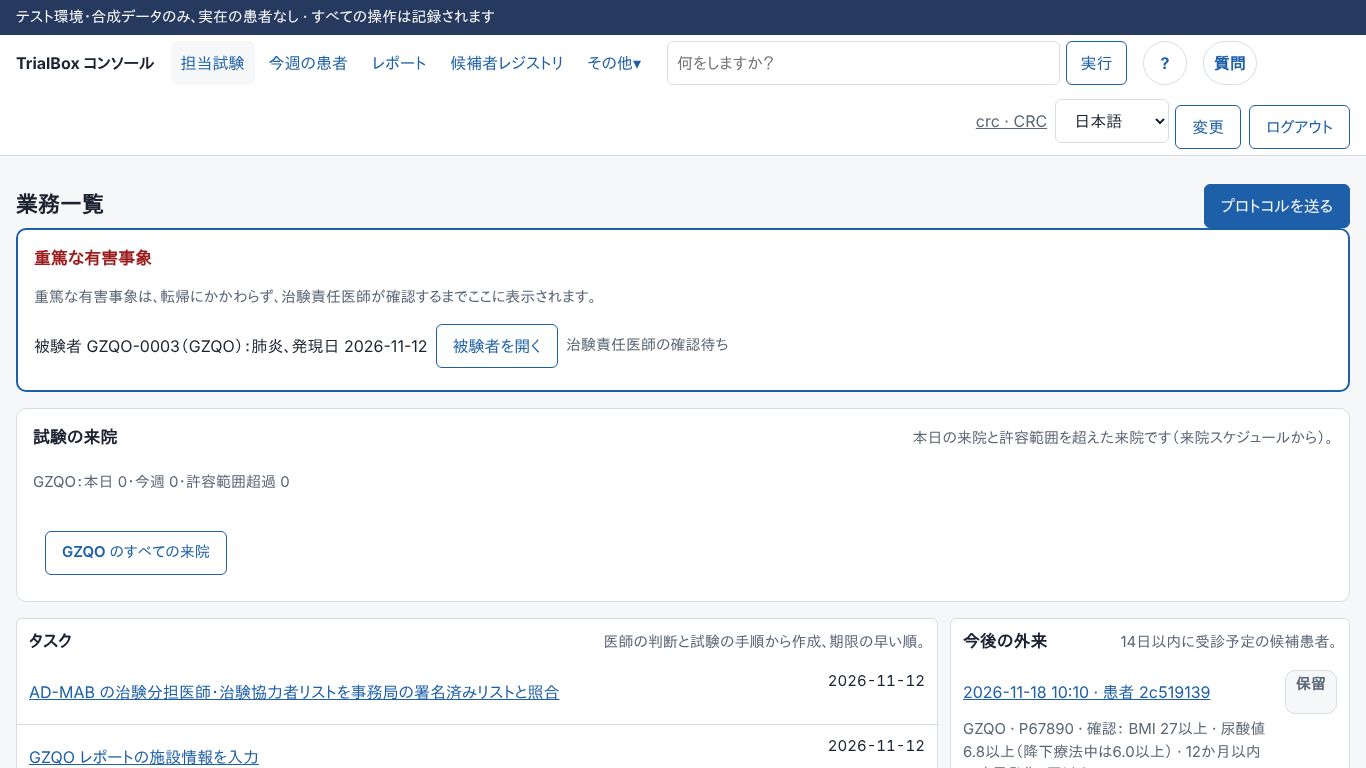 テスト環境·合成データのみ、実在の患者なし · すべての操作は記録されます
TrialBox コンソール 担当試験 今週の患者 レポート 候補者レジストリ その他▾ 何をしますか? 実行 ? 質問
crc · CRC 日本語 変更 ログアウト
業務一覧 プロトコルを送る
重篤な有害事象
重篤な有害事象は、転帰にかかわらず、治験責任医師が確認するまでここに表示されます。
被験者 GZQO-0003(GZQO):肺炎、発現日 2026-11-12 被験者を開く 治験責任医師の確認待ち
試験の来院 本日の来院と許容範囲を超えた来院です(来院スケジュールから)。
GZQO:本日 0·今週 0·許容範囲超過 0
GZQO のすべての来院
タスク 医師の判断と試験の手順から作成、期限の早い順。
AD-MAB の治験分担医師·治験協力者リストを事務局の署名済みリストと照合 2026-11-12
GZQO レポートの施設情報を入力 2026-11-12
今後の外来 14日以内に受診予定の候補患者。
2026-11-18 10:10 · 患者 2c519139 保留
GZQO · P67890 · 確認: BMI 27以上 · 尿酸値
6.8以上(降下療法中は6.0以上) · 12か月以内